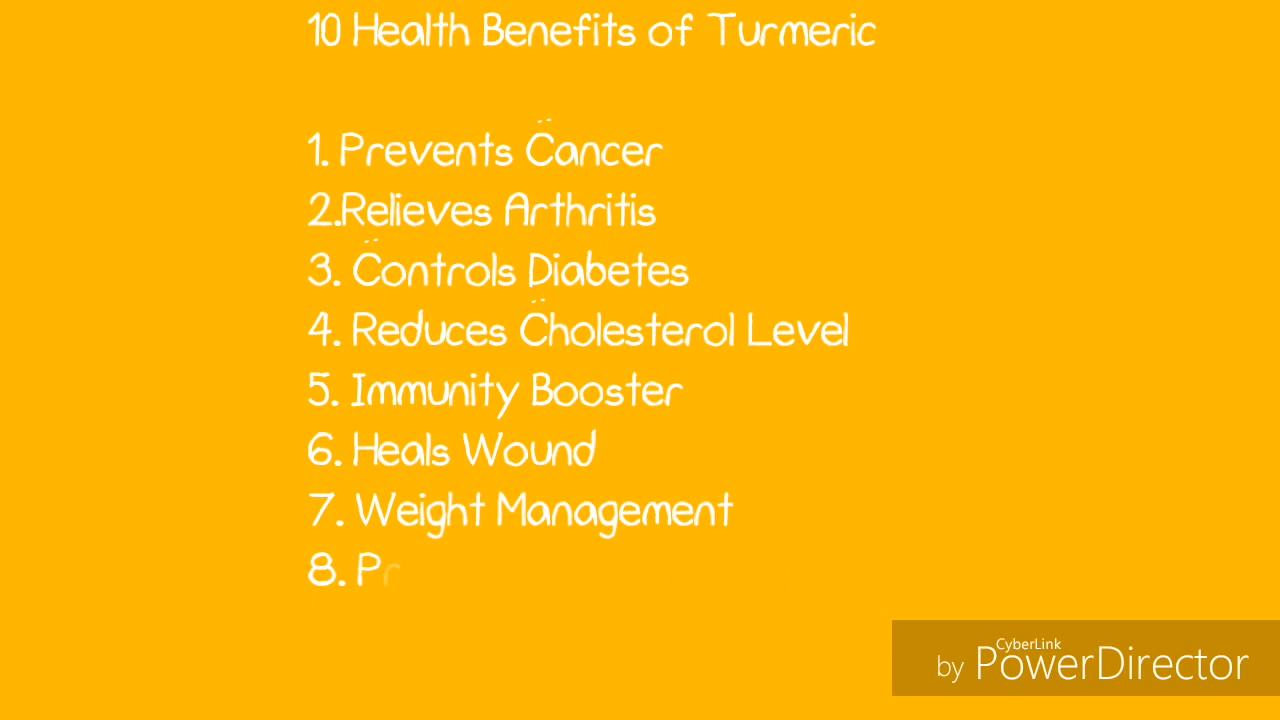 10 Health Benefits of Turmeric
1. Prevents Cancer
2.Relieves Arthritis
3. Controls Diabetes
4. Reduces Cholesterol Level
5. Immunity Booster
6. Heals Wound
7. Weight Management
8. Pr
CyberLink
by PowerDirector